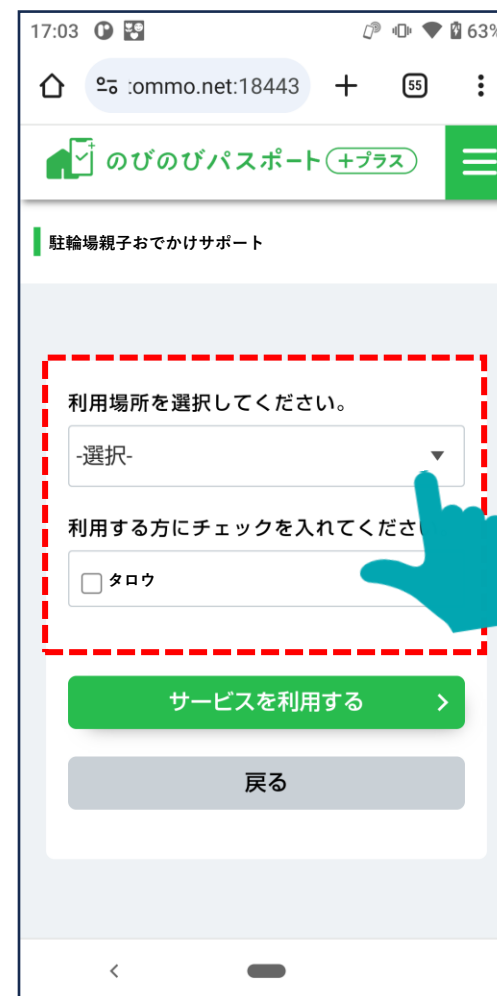 17:03 63%
:ommo.net:18443 55
のびのびパスポート +プラス
駐輪場親子おでかけサポート
利用場所を選択してください。
-選択-
利用する方にチェックを入れてくださ
タロウ
サービスを利用する
戻る